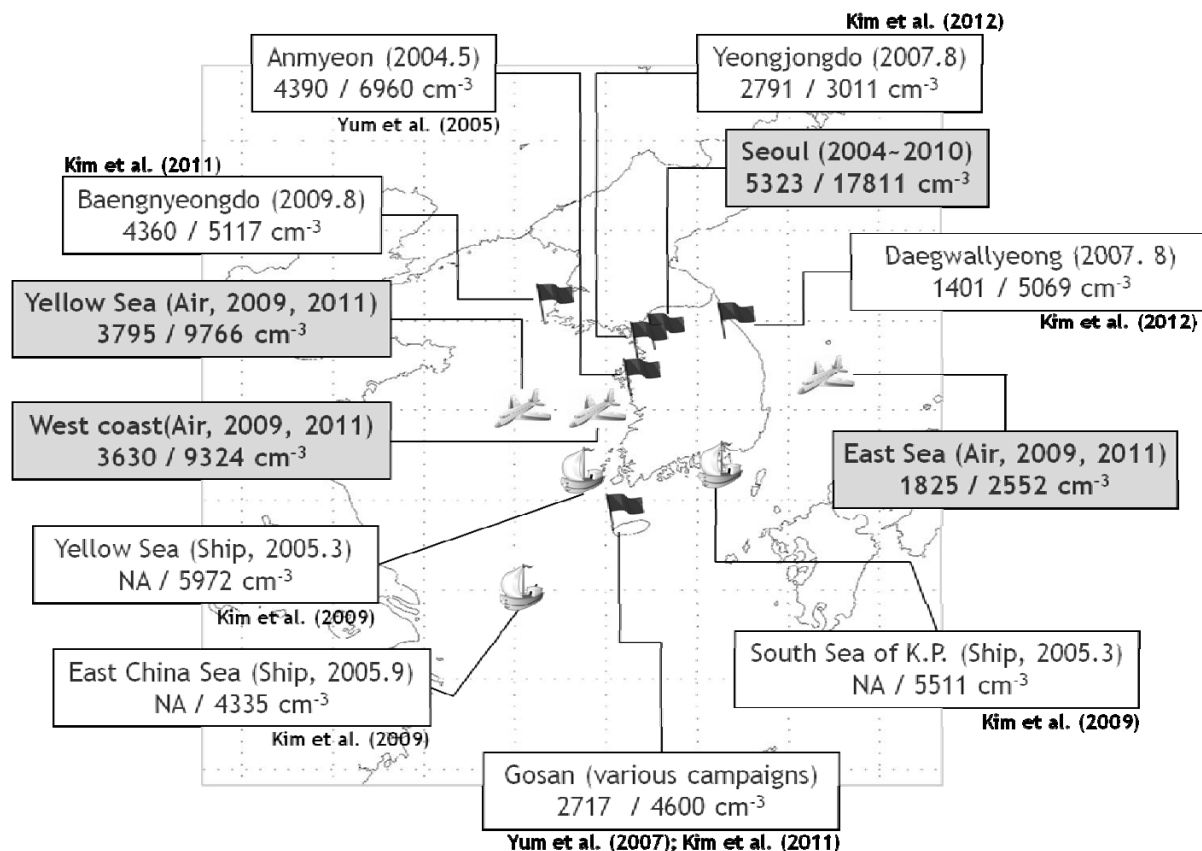 Kim et al. (2012)
Anmyeon (2004.5)
4390 / 6960 cm-3
Yum et al. (2005)
Yeongjongdo (2007.8)
2791 / 3011 cm-3
Seoul (2004~2010)
5323 / 17811 cm-3
Kim et al. (2011)
Baengnyeongdo (2009.8)
4360 / 5117 cm-3
Daegwallyeong (2007. 8)
1401 / 5069 cm-3
Kim et al. (2012)
Yellow Sea (Air, 2009, 2011)
3795 / 9766 cm-3
West coast(Air, 2009, 2011)
3630 / 9324 cm-3
East Sea (Air, 2009, 2011)
1825 / 2552 cm-3
Yellow Sea (Ship, 2005.3)
NA / 5972 cm-3
Kim et al. (2009)
East China Sea (Ship, 2005.9)
NA / 4335 cm-3
Kim et al. (2009)
South Sea of K.P. (Ship, 2005.3)
NA / 5511 cm-3
Kim et al. (2009)
Gosan (various campaigns)
2717 / 4600 cm-3
Yum et al. (2007); Kim et al. (2011)